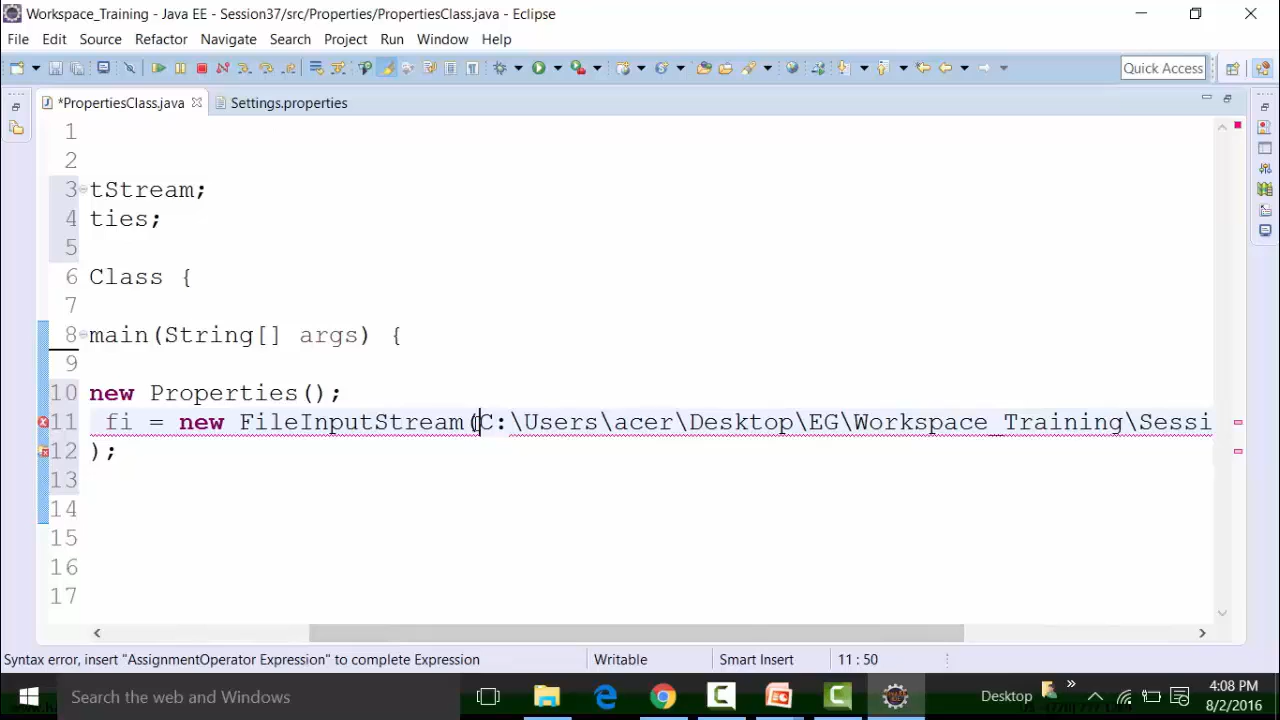 Workspace_Training - Java EE - Session37/src/Properties/PropertiesClass.java - Eclipse
File Edit Source Refactor Navigate Search Project Run Window Help
Quick Access
*PropertiesClass.java Settings.properties
1
2
3 tStream;
4 ties;
5
6 Class {
7
8 main(String[] args) {
9
10 new Properties();
11 fi = new FileInputStream(C:\Users\acer\Desktop\EG\Workspace_Training\Sessi
12 );
13
14
15
16
17
Syntax error, insert "AssignmentOperator Expression" to complete Expression Writable Smart Insert 11 : 50
Search the web and Windows Desktop 4:08 PM
8/2/2016